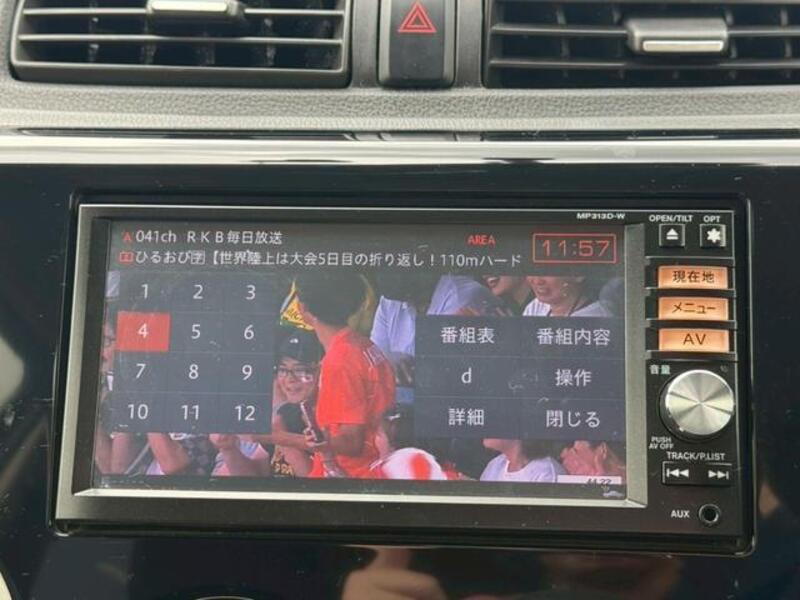 MP313D-W
OPEN/TILT OPT
041ch RKB毎日放送
AREA
11:57
ひるおび🈑【世界陸上は大会5日目の折り返し!110mハード
1 2 3
4 5 6
7 8 9
10 11 12
番組表 番組内容
d 操作
詳細 閉じる
現在地
メニュー
AV
音量
PUSH
AV OFF
TRACK/P.LIST
AUX
44.22